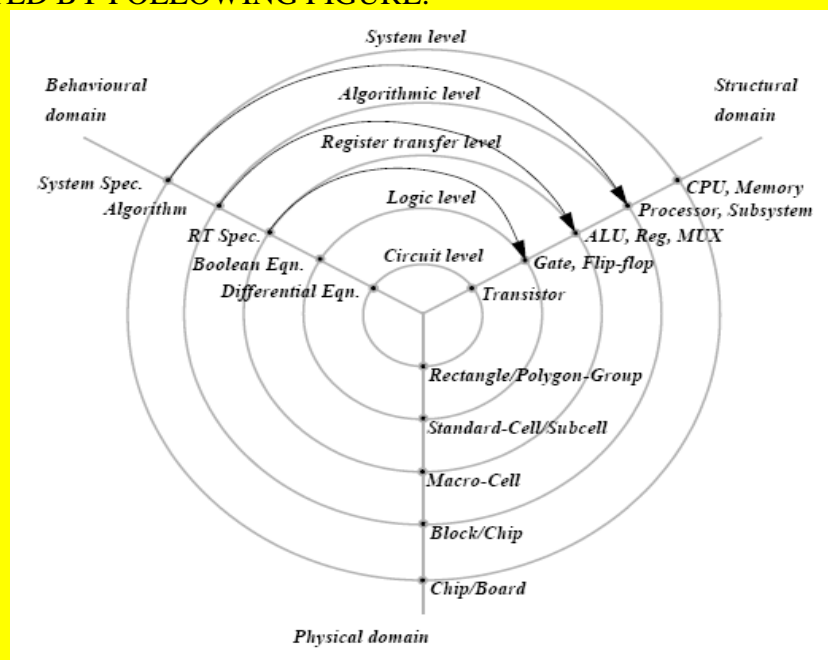 BY FOLLOWING FIGURE:
System level
Behavioural
domain
Structural
domain
Algorithmic level
Register transfer level
System Spec.
CPU, Memory
Algorithm
Processor, Subsystem
Logic level
RT Spec.
ALU, Reg, MUX
Boolean Eqn.
Circuit level
Gate, Flip-flop
Differential Eqn.
Transistor
Rectangle/Polygon-Group
Standard-Cell/Subcell
Macro-Cell
Block/Chip
Chip/Board
Physical domain